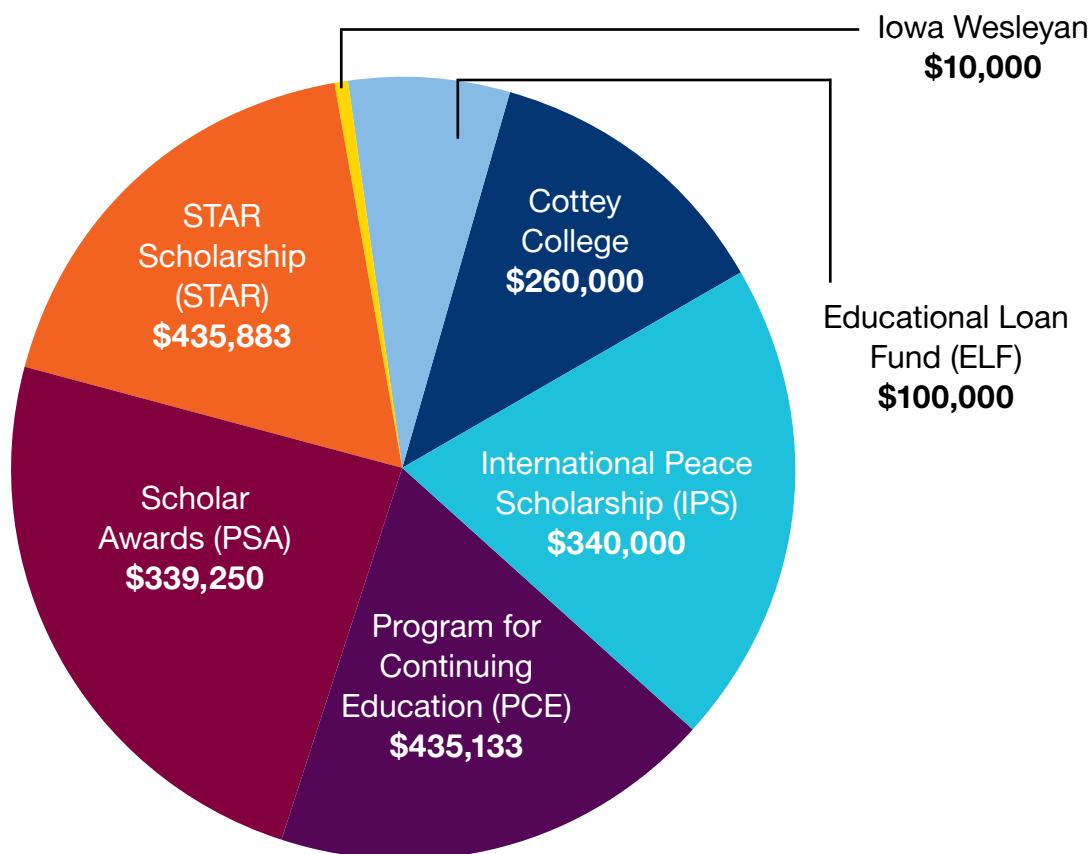 Iowa Wesleyan
$10,000
Cottey
College
$260,000
Educational Loan
Fund (ELF)
$100,000
International Peace
Scholarship (IPS)
$340,000
Program for
Continuing
Education (PCE)
$435,133
Scholar
Awards (PSA)
$339,250
STAR
Scholarship
(STAR)
$435,883